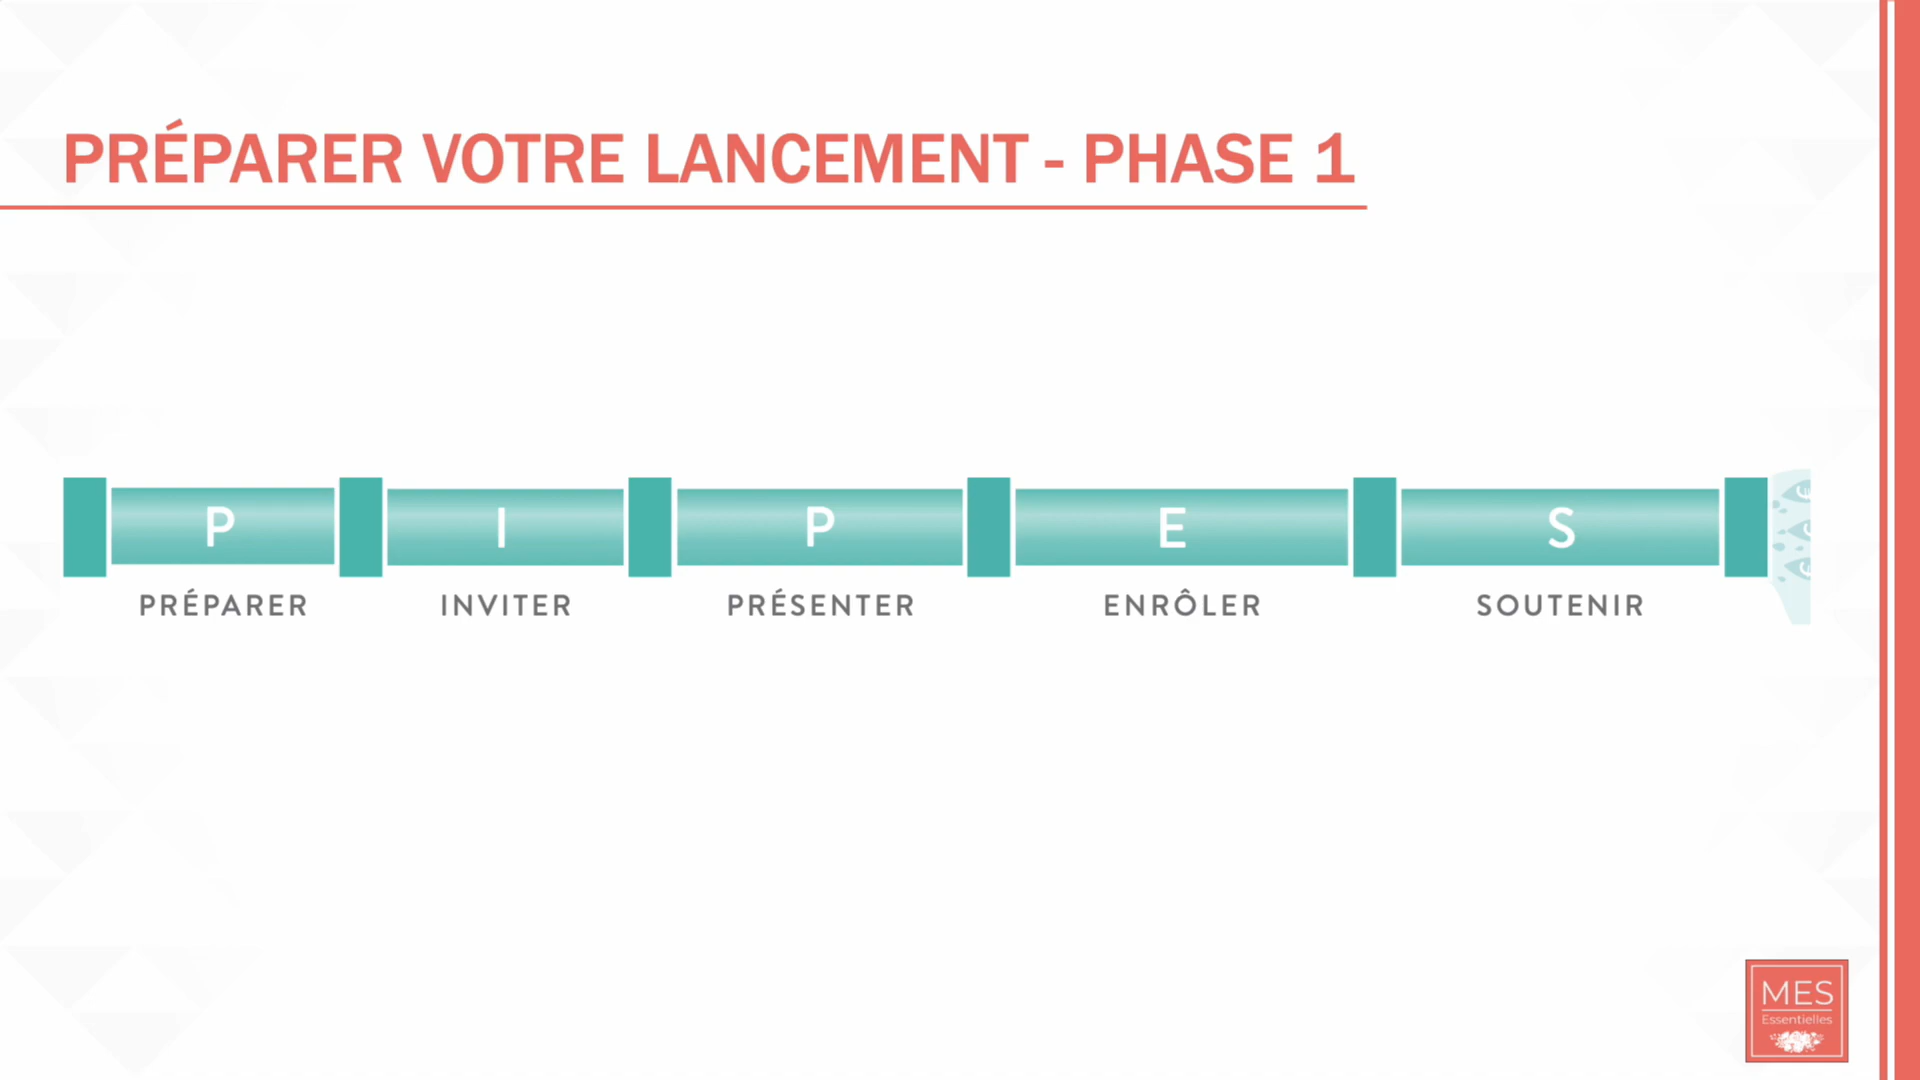 PRÉPARER VOTRE LANCEMENT - PHASE 1
P I P E S
PRÉPARER INVITER PRÉSENTER ENRÔLER SOUTENIR
MES
Essentielles